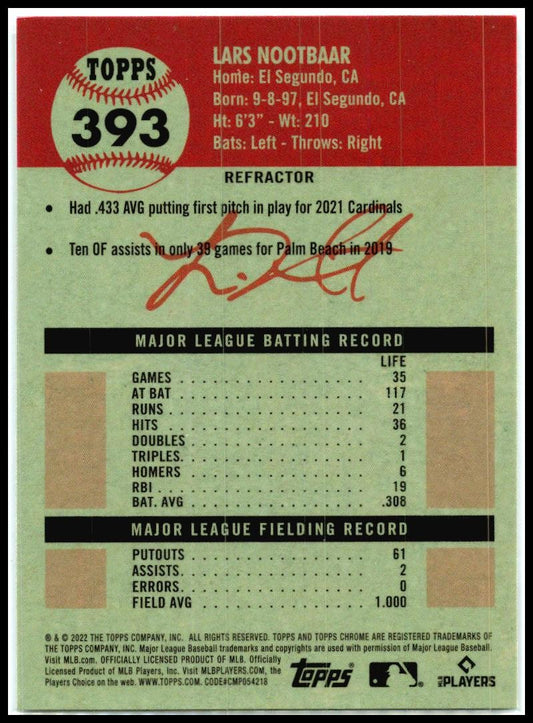 TOPPS
393
LARS NOOTBAAR
Home: El Segundo, CA
Born: 9-8-97, El Segundo, CA
Ht: 6'3" - Wt: 210
Bats: Left - Throws: Right
REFRACTOR
• Had .433 AVG putting first pitch in play for 2021 Cardinals
• Ten OF assists in only 39 games for Palm Beach in 2019
MAJOR LEAGUE BATTING RECORD
LIFE
GAMES . . . . . . . . . . . . . . . . 35
AT BAT . . . . . . . . . . . . . . . . 117
RUNS . . . . . . . . . . . . . . . . 21
HITS . . . . . . . . . . . . . . . . 36
DOUBLES . . . . . . . . . . . . . . 2
TRIPLES. . . . . . . . . . . . . . . 1
HOMERS . . . . . . . . . . . . . . 6
RBI . . . . . . . . . . . . . . . . . 19
BAT. AVG . . . . . . . . . . . . . .308
MAJOR LEAGUE FIELDING RECORD
PUTOUTS . . . . . . . . . . . . . . 61
ASSISTS. . . . . . . . . . . . . . . 2
ERRORS. . . . . . . . . . . . . . . 0
FIELD AVG . . . . . . . . . . . . 1.000
® & © 2022 THE TOPPS COMPANY, INC. ALL RIGHTS RESERVED. TOPPS AND TOPPS CHROME ARE REGISTERED TRADEMARKS OF
THE TOPPS COMPANY, INC. Major League Baseball trademarks and copyrights are used with permission of Major League Baseball.
Visit MLB.com. OFFICIALLY LICENSED PRODUCT OF MLB. Officially
Licensed Product of MLB Players, Inc. Visit MLBPLAYERS.com, the
Players Choice on the web. WWW.TOPPS.COM. CODE#CMP054218
Topps
MLB PLAYERS